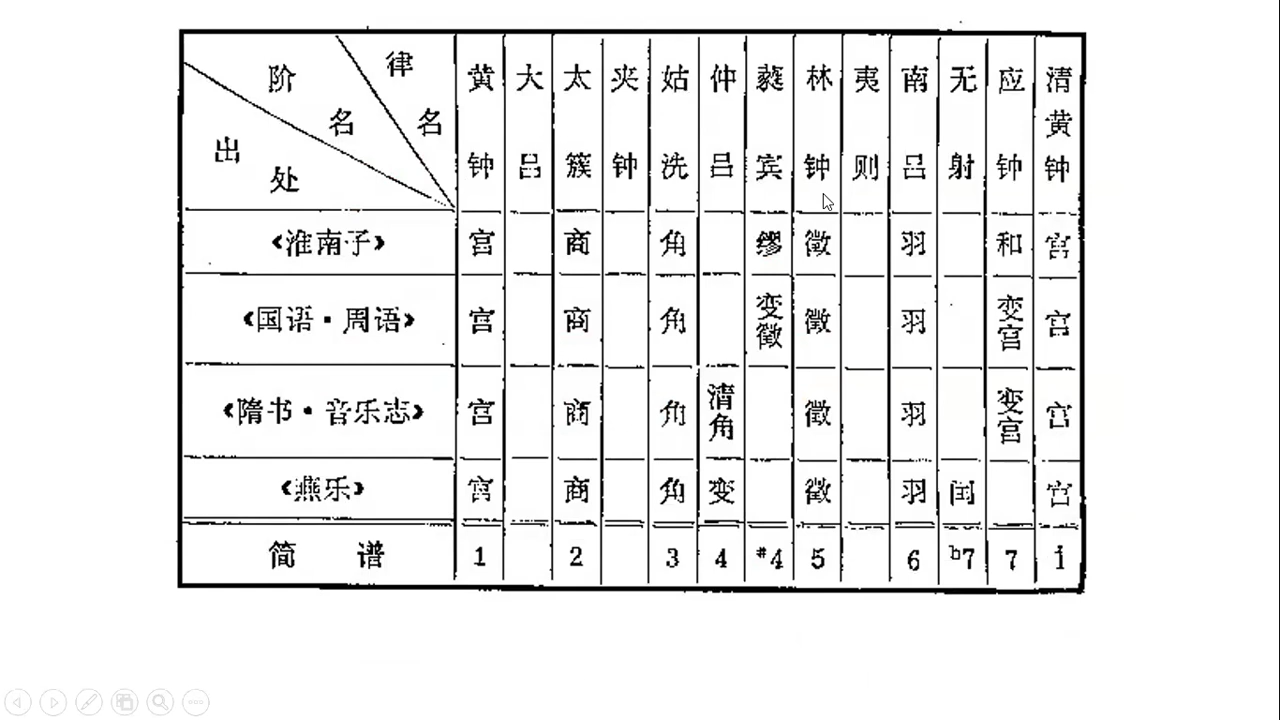 律名
阶名
出处
黄钟 大吕 太簇 夹钟 姑洗 仲吕 蕤宾 林钟 夷则 南吕 无射 应钟 清黄钟
《淮南子》 宫 商 角 缪 徵 羽 和 宫
《国语·周语》 宫 商 角 变徵 徵 羽 变宫 宫
《隋书·音乐志》 宫 商 角 清角 徵 羽 变宫 宫
《燕乐》 宫 商 角 变 徵 羽 闰 宫
简谱 1 2 3 4 #4 5 6 b7 7 i